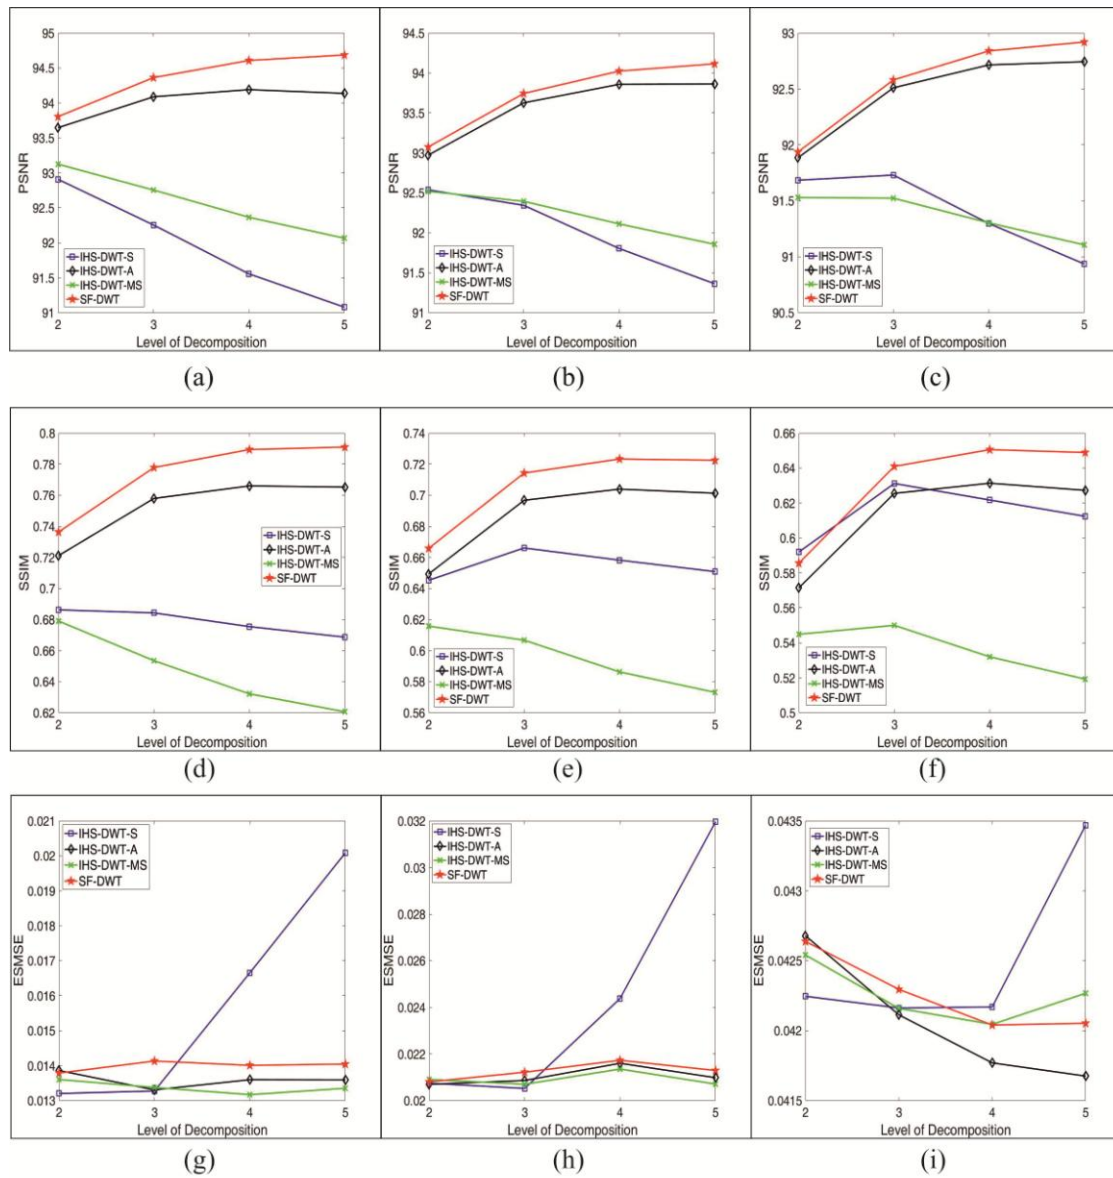 95
94.5
94
93.5
93
92.5
92
91.5
91
PSNR
IHS-DWT-S
IHS-DWT-A
IHS-DWT-MS
SF-DWT
2 3 4 5
Level of Decomposition
(a)
94.5
94
93.5
93
92.5
92
91.5
91
PSNR
IHS-DWT-S
IHS-DWT-A
IHS-DWT-MS
SF-DWT
2 3 4 5
Level of Decomposition
(b)
93
92.5
92
91.5
91
90.5
PSNR
IHS-DWT-S
IHS-DWT-A
IHS-DWT-MS
SF-DWT
2 3 4 5
Level of Decomposition
(c)
0.8
0.78
0.76
0.74
0.72
0.7
0.68
0.66
0.64
0.62
SSIM
IHS-DWT-S
IHS-DWT-A
IHS-DWT-MS
SF-DWT
2 3 4 5
Level of Decomposition
(d)
0.74
0.72
0.7
0.68
0.66
0.64
0.62
0.6
0.58
0.56
SSIM
IHS-DWT-S
IHS-DWT-A
IHS-DWT-MS
SF-DWT
2 3 4 5
Level of Decomposition
(e)
0.66
0.64
0.62
0.6
0.58
0.56
0.54
0.52
0.5
SSIM
IHS-DWT-S
IHS-DWT-A
IHS-DWT-MS
SF-DWT
2 3 4 5
Level of Decomposition
(f)
0.021
0.02
0.019
0.018
0.017
0.016
0.015
0.014
0.013
ESMSE
IHS-DWT-S
IHS-DWT-A
IHS-DWT-MS
SF-DWT
2 3 4 5
Level of Decomposition
(g)
0.032
0.03
0.028
0.026
0.024
0.022
0.02
ESMSE
IHS-DWT-S
IHS-DWT-A
IHS-DWT-MS
SF-DWT
2 3 4 5
Level of Decomposition
(h)
0.0435
0.043
0.0425
0.042
0.0415
ESMSE
IHS-DWT-S
IHS-DWT-A
IHS-DWT-MS
SF-DWT
2 3 4 5
Level of Decomposition
(i)